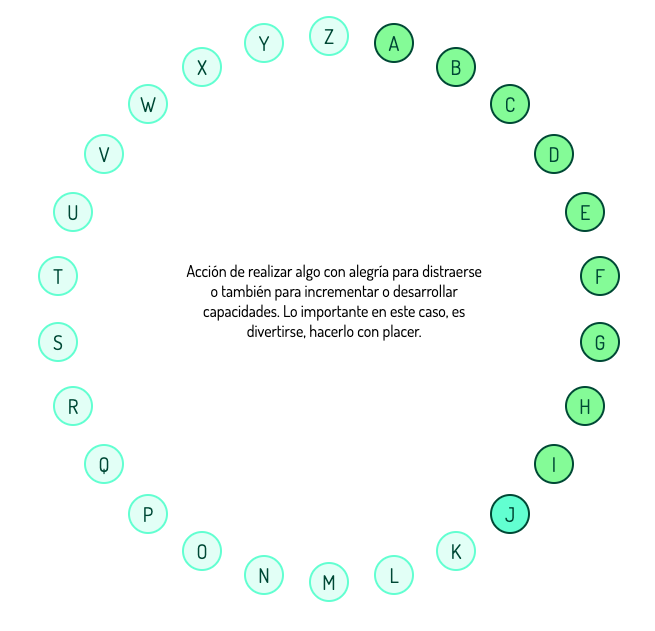 A
B
C
D
E
F
G
H
I
J
K
L
M
N
O
P
Q
R
S
T
U
V
W
X
Y
Z
Acción de realizar algo con alegría para distraerse
o también para incrementar o desarrollar
capacidades. Lo importante en este caso, es
divertirse, hacerlo con placer.